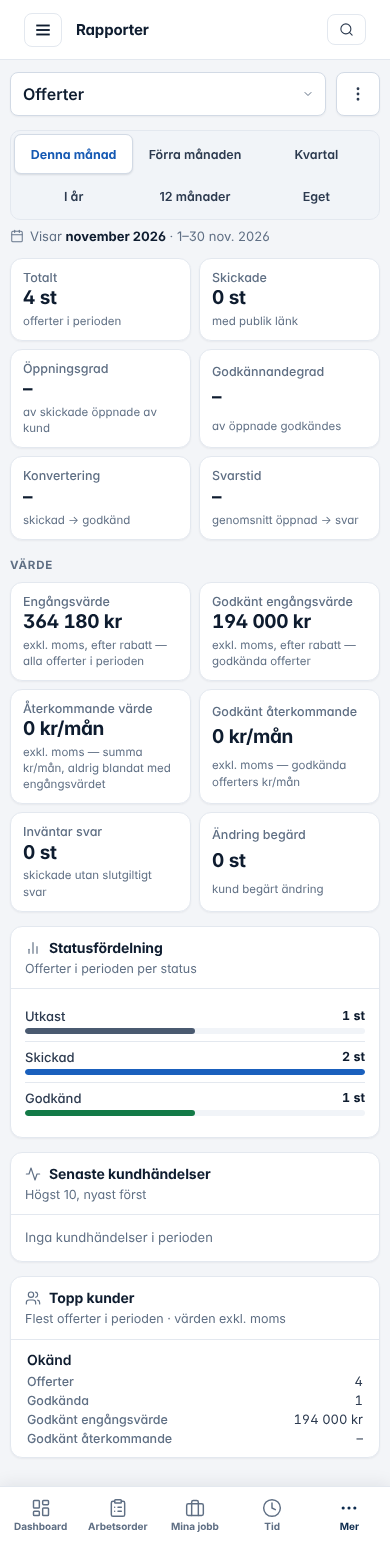 Rapporter
Offerter
Denna månad
Förra månaden
Kvartal
I år
12 månader
Eget
Visar november 2026 · 1–30 nov. 2026
Totalt
4 st
offerter i perioden
Skickade
0 st
med publik länk
Öppningsgrad
–
av skickade öppnade av
kund
Godkännandegrad
–
av öppnade godkändes
Konvertering
–
skickad → godkänd
Svarstid
–
genomsnitt öppnad → svar
VÄRDE
Engångsvärde
364 180 kr
exkl. moms, efter rabatt —
alla offerter i perioden
Godkänt engångsvärde
194 000 kr
exkl. moms, efter rabatt —
godkända offerter
Återkommande värde
0 kr/mån
exkl. moms — summa
kr/mån, aldrig blandat med
engångsvärdet
Godkänt återkommande
0 kr/mån
exkl. moms — godkända
offerters kr/mån
Inväntar svar
0 st
skickade utan slutgiltigt
svar
Ändring begärd
0 st
kund begärt ändring
Statusfördelning
Offerter i perioden per status
Utkast 1 st
Skickad 2 st
Godkänd 1 st
Senaste kundhändelser
Högst 10, nyast först
Inga kundhändelser i perioden
Topp kunder
Flest offerter i perioden · värden exkl. moms
Okänd
Offerter 4
Godkända 1
Godkänt engångsvärde 194 000 kr
Godkänt återkommande –
Dashboard
Arbetsorder
Mina jobb
Tid
Mer